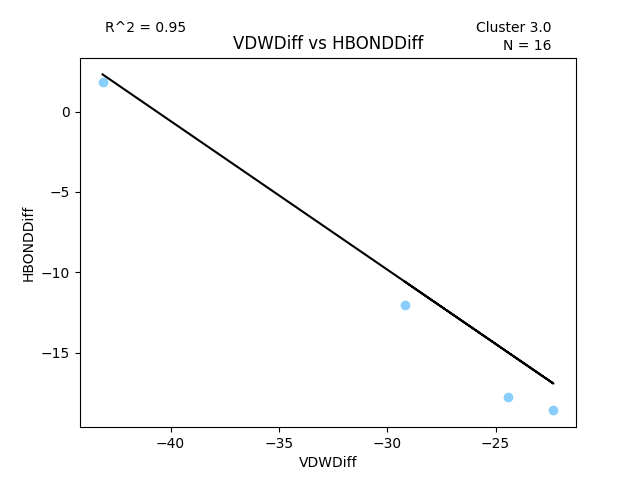 R^2 = 0.95
Cluster 3.0
N = 16
VDWDiff vs HBONDDiff
0
−5
−10
−15
HBONDDiff
−40
−35
−30
−25
VDWDiff